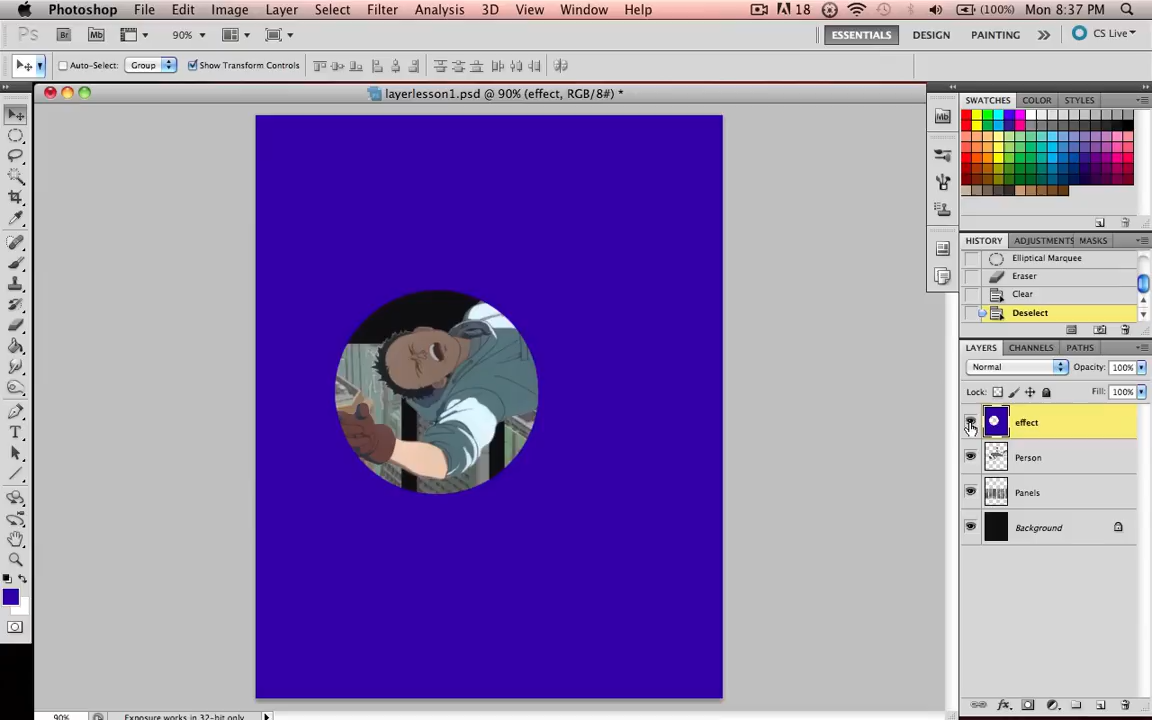 Photoshop File Edit Image Layer Select Filter Analysis 3D View Window Help 18 (100%) Mon 8:37 PM
Ps Br Mb 90% ESSENTIALS DESIGN PAINTING CS Live
Auto-Select: Group Show Transform Controls
layerlesson1.psd @ 90% (effect, RGB/8#) *
SWATCHES COLOR STYLES
Mb
HISTORY ADJUSTMENTS MASKS
Elliptical Marquee
Eraser
Clear
Deselect
LAYERS CHANNELS PATHS
Normal Opacity: 100%
Lock: Fill: 100%
effect
Person
Panels
Background
T
fx
90% Exposure works in 32-bit only